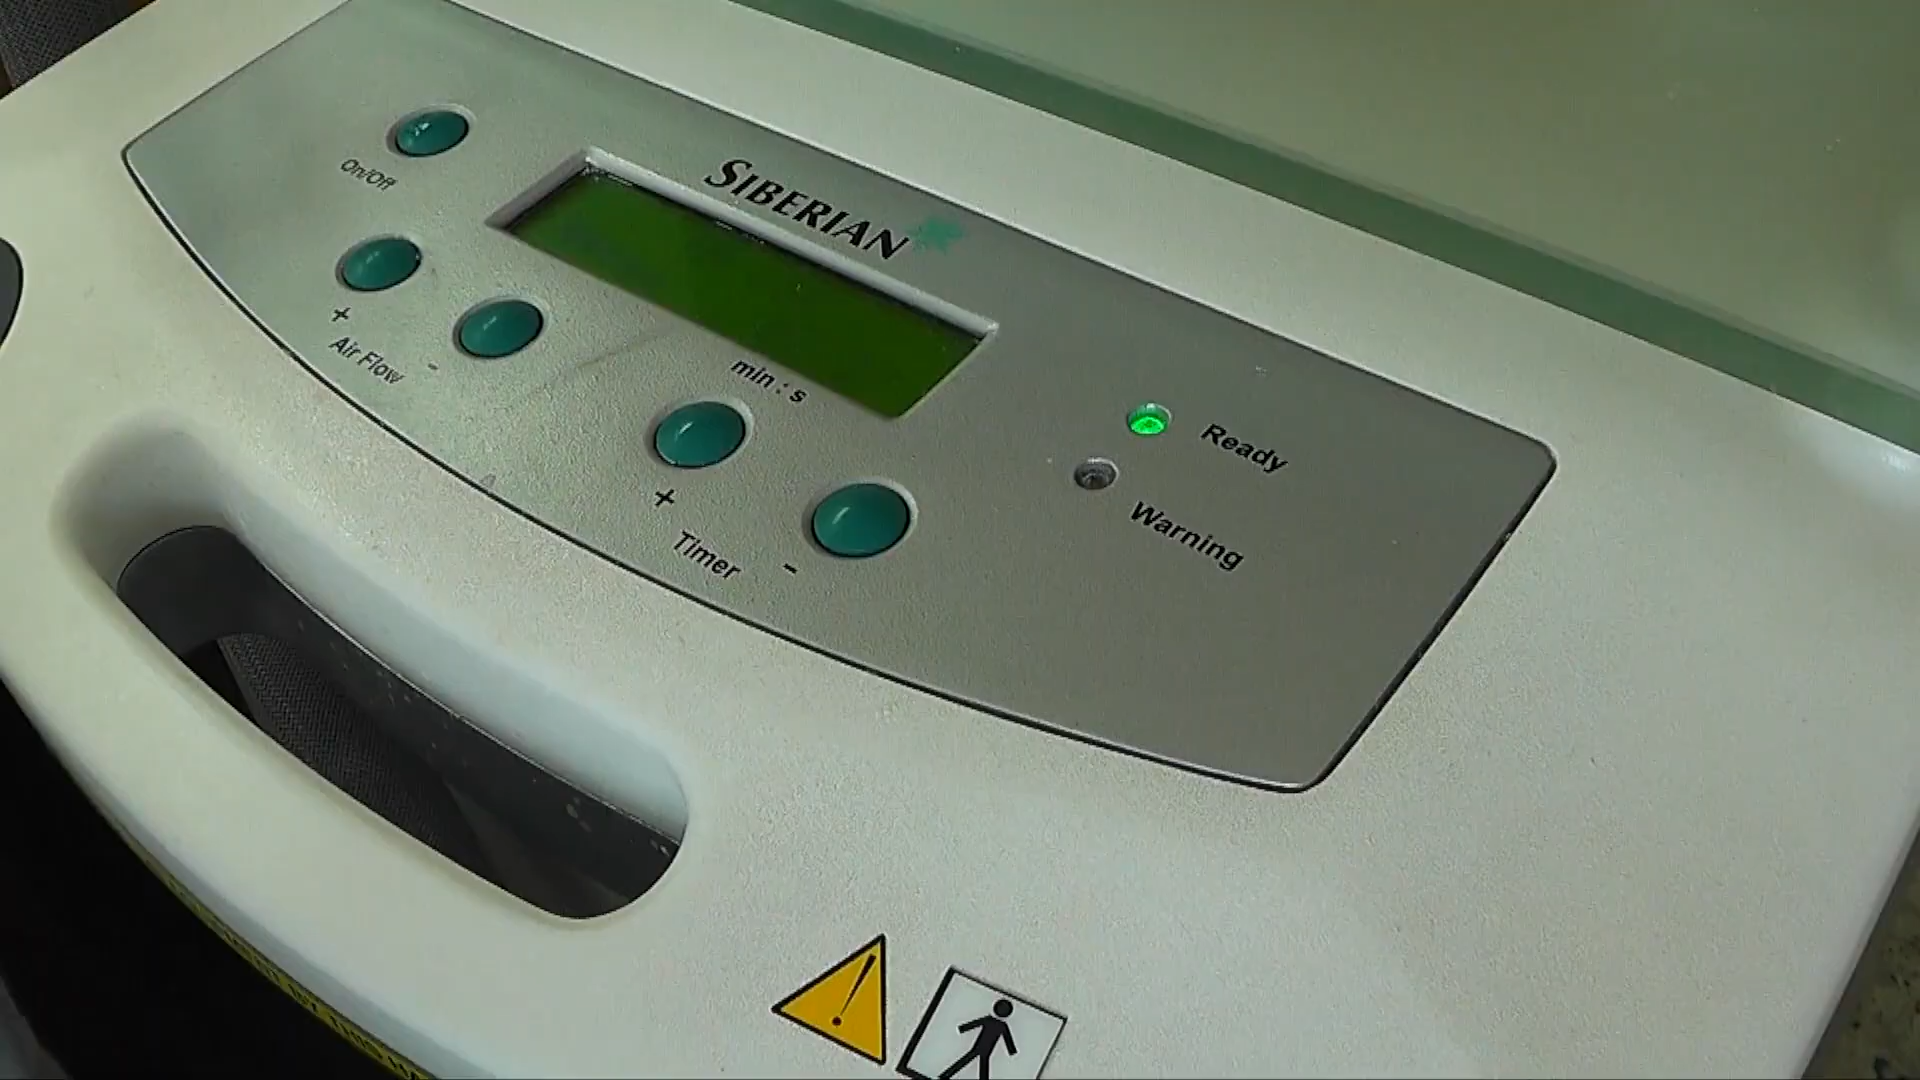 On/Off
SIBERIAN
+
-
Air Flow
min : s
+
-
Timer
Ready
Warning